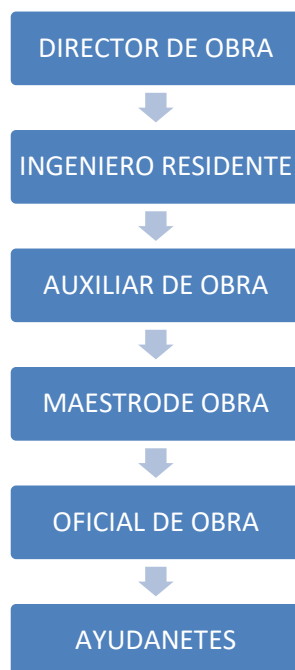 DIRECTOR DE OBRA
INGENIERO RESIDENTE
AUXILIAR DE OBRA
MAESTRODE OBRA
OFICIAL DE OBRA
AYUDANETES